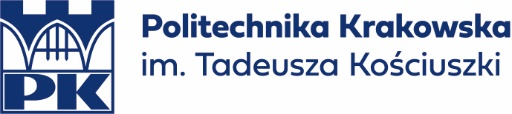 PK
Politechnika Krakowska
im. Tadeusza Kościuszki